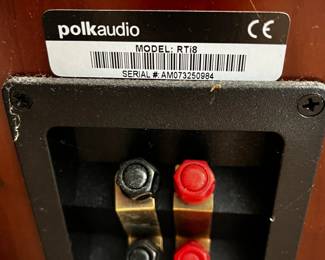 polkaudio CE
MODEL: RTi8
SERIAL #: AM073250984